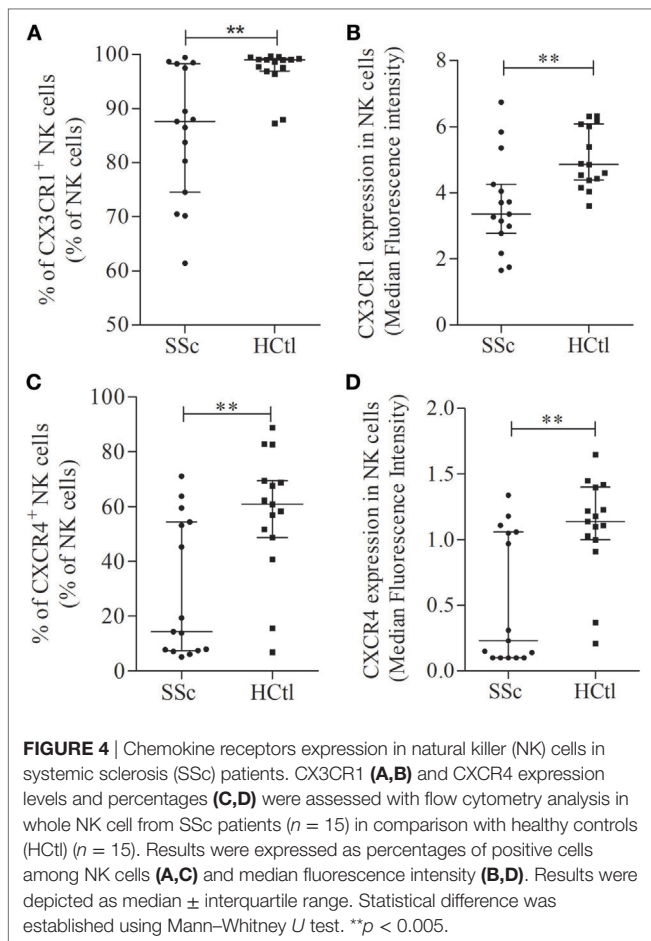 A
**
% of CX3CR1+ NK cells
(% of NK cells)
100
90
80
70
60
50
SSc
HCtl
B
**
CX3CR1 expression in NK cells
(Median Fluorescence intensity)
8
6
4
2
0
SSc
HCtl
C
**
% of CXCR4+ NK cells
(% of NK cells)
100
80
60
40
20
0
SSc
HCtl
D
**
CXCR4 expression in NK cells
(Median Fluorescence Intensity)
2.0
1.5
1.0
0.5
0.0
SSc
HCtl
FIGURE 4 | Chemokine receptors expression in natural killer (NK) cells in
systemic sclerosis (SSc) patients. CX3CR1 (A,B) and CXCR4 expression
levels and percentages (C,D) were assessed with flow cytometry analysis in
whole NK cell from SSc patients (n = 15) in comparison with healthy controls
(HCtl) (n = 15). Results were expressed as percentages of positive cells
among NK cells (A,C) and median fluorescence intensity (B,D). Results were
depicted as median ± interquartile range. Statistical difference was
established using Mann–Whitney U test. **p < 0.005.